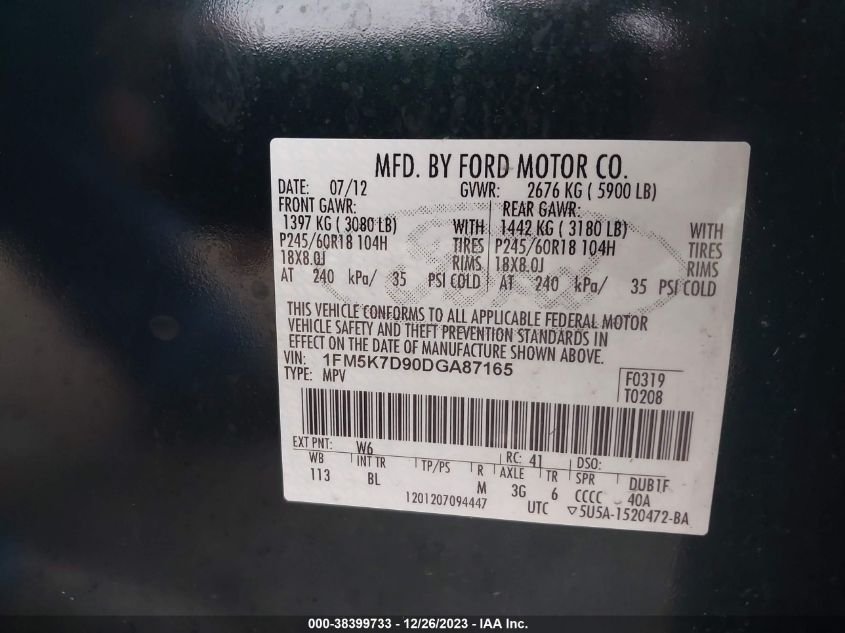 MFD. BY FORD MOTOR CO.
DATE: 07/12 GVWR: 2676 KG ( 5900 LB)
FRONT GAWR: REAR GAWR:
1397 KG ( 3080 LB) WITH 1442 KG ( 3180 LB) WITH
P245/60R18 104H TIRES P245/60R18 104H TIRES
18X8.0J RIMS 18X8.0J RIMS
AT 240 kPa/ 35 PSI COLD AT 240 kPa/ 35 PSI COLD
THIS VEHICLE CONFORMS TO ALL APPLICABLE FEDERAL MOTOR
VEHICLE SAFETY AND THEFT PREVENTION STANDARDS IN
EFFECT ON THE DATE OF MANUFACTURE SHOWN ABOVE.
VIN: 1FM5K7D90DGA87165
TYPE: MPV
F0319
T0208
EXT PNT: W6 RC: 41 DSO:
WB INT TR TP/PS R AXLE TR SPR DUB1F
113 BL M 3G 6 CCCC 40A
1201207094447 UTC ▽5U5A-1520472-BA
000-38399733 - 12/26/2023 - IAA Inc.